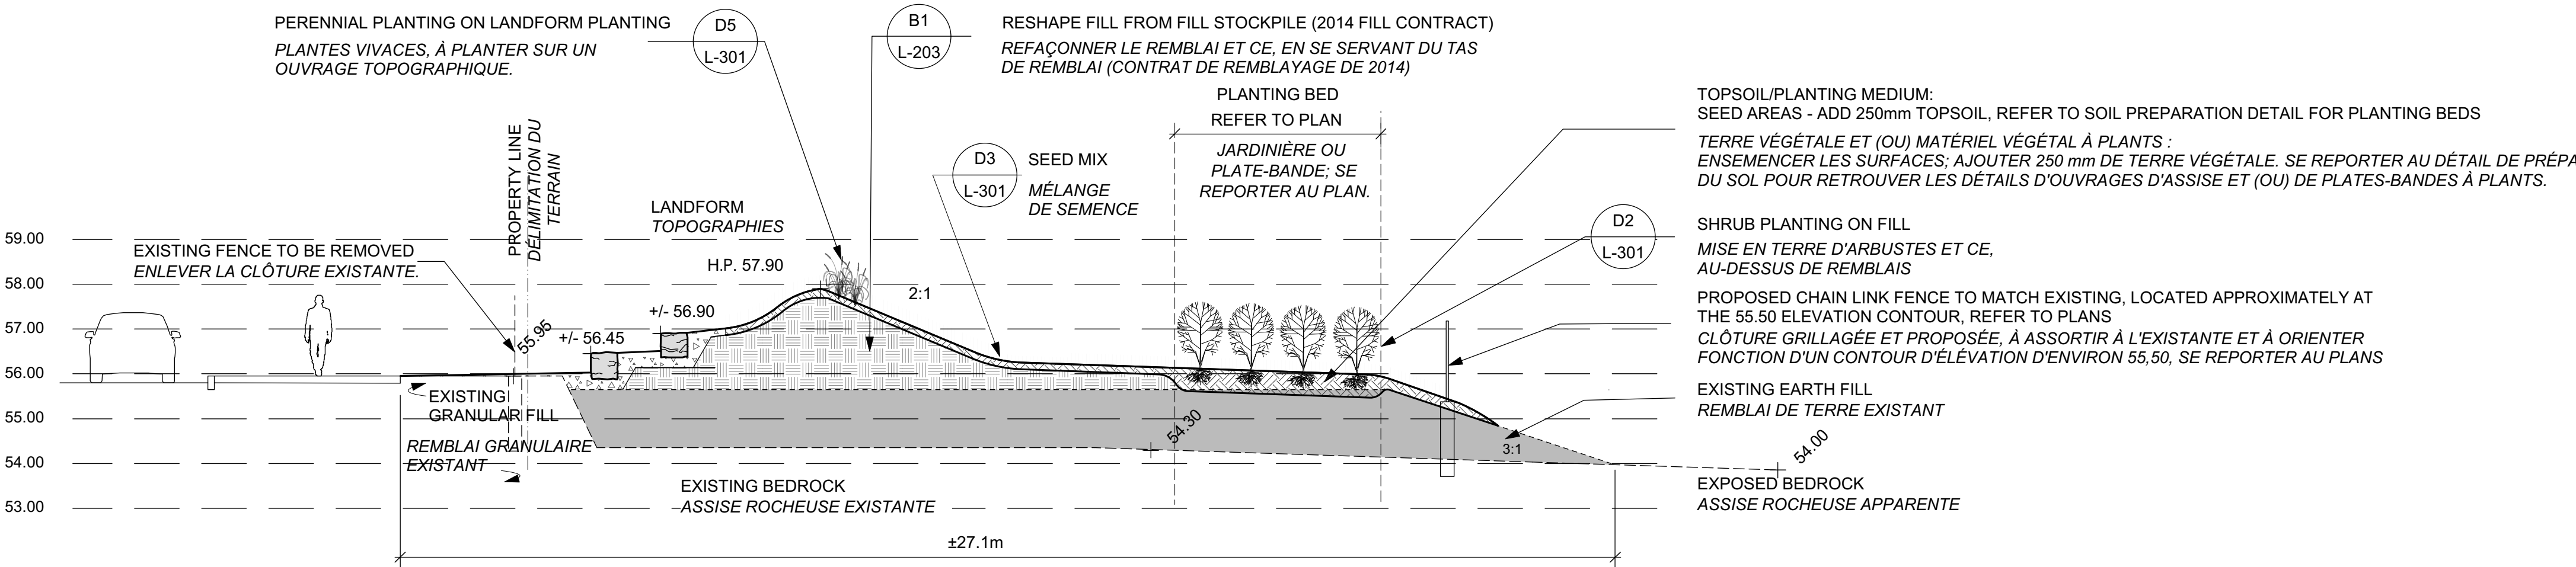 PERENNIAL PLANTING ON LANDFORM PLANTING
PLANTES VIVACES, À PLANTER SUR UN
OUVRAGE TOPOGRAPHIQUE.
D5
L-301
B1
L-203
RESHAPE FILL FROM FILL STOCKPILE (2014 FILL CONTRACT)
REFAÇONNER LE REMBLAI ET CE, EN SE SERVANT DU TAS
DE REMBLAI (CONTRAT DE REMBLAYAGE DE 2014)
PLANTING BED
REFER TO PLAN
JARDINIÈRE OU
PLATE-BANDE; SE
REPORTER AU PLAN.
TOPSOIL/PLANTING MEDIUM:
SEED AREAS - ADD 250mm TOPSOIL, REFER TO SOIL PREPARATION DETAIL FOR PLANTING BEDS
TERRE VÉGÉTALE ET (OU) MATÉRIEL VÉGÉTAL À PLANTS :
ENSEMENCER LES SURFACES; AJOUTER 250 mm DE TERRE VÉGÉTALE. SE REPORTER AU DÉTAIL DE PRÉPA
DU SOL POUR RETROUVER LES DÉTAILS D'OUVRAGES D'ASSISE ET (OU) DE PLATES-BANDES À PLANTS.
PROPERTY LINE
DÉLIMITATION DU
TERRAIN
D3
L-301
SEED MIX
MÉLANGE
DE SEMENCE
LANDFORM
TOPOGRAPHIES
D2
L-301
SHRUB PLANTING ON FILL
MISE EN TERRE D'ARBUSTES ET CE,
AU-DESSUS DE REMBLAIS
59.00
EXISTING FENCE TO BE REMOVED
ENLEVER LA CLÔTURE EXISTANTE.
H.P. 57.90
58.00
2:1
PROPOSED CHAIN LINK FENCE TO MATCH EXISTING, LOCATED APPROXIMATELY AT
THE 55.50 ELEVATION CONTOUR, REFER TO PLANS
CLÔTURE GRILLAGÉE ET PROPOSÉE, À ASSORTIR À L'EXISTANTE ET À ORIENTER
FONCTION D'UN CONTOUR D'ÉLÉVATION D'ENVIRON 55,50, SE REPORTER AU PLANS
57.00
+/- 56.90
+/- 56.45
55.95
56.00
EXISTING
GRANULAR FILL
REMBLAI GRANULAIRE
EXISTANT
EXISTING EARTH FILL
REMBLAI DE TERRE EXISTANT
55.00
54.30
3:1
54.00
54.00
EXISTING BEDROCK
ASSISE ROCHEUSE EXISTANTE
EXPOSED BEDROCK
ASSISE ROCHEUSE APPARENTE
53.00
±27.1m